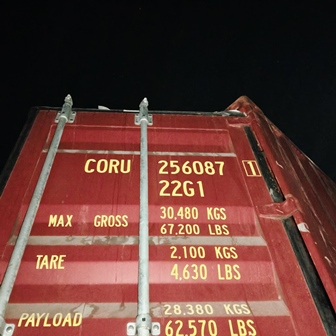 CORU 256087 1
22G1
MAX GROSS 30,480 KGS
67,200 LBS
TARE 2,100 KGS
4,630 LBS
PAYLOAD 28,380 KGS
62,570 LBS